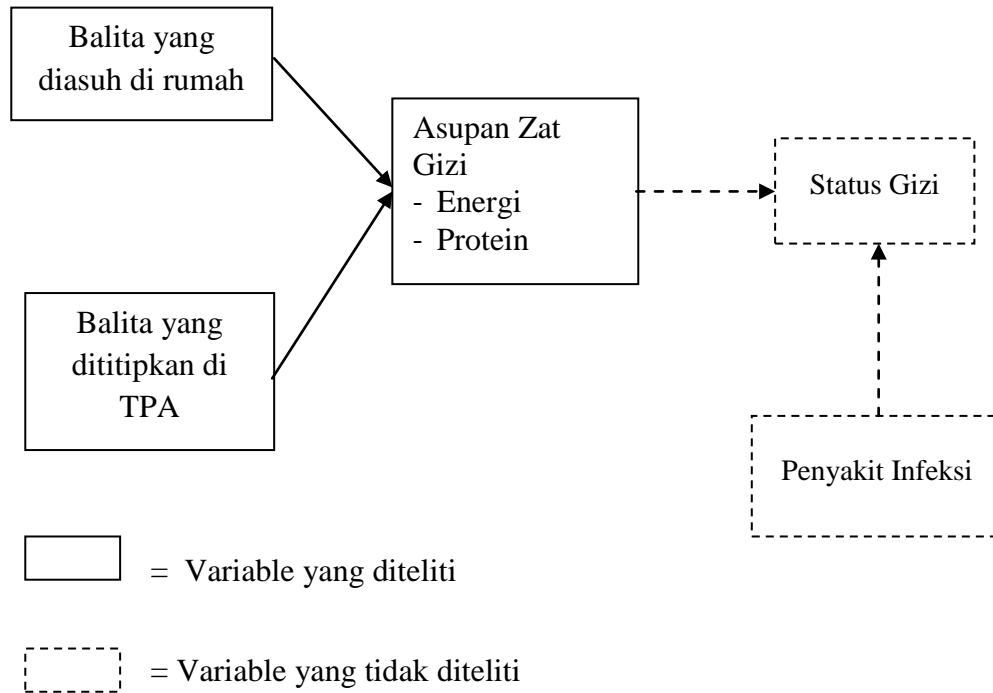 Balita yang
diasuh di rumah
Asupan Zat
Gizi
- Energi
- Protein
Status Gizi
Balita yang
dititipkan di
TPA
Penyakit Infeksi
= Variable yang diteliti
= Variable yang tidak diteliti